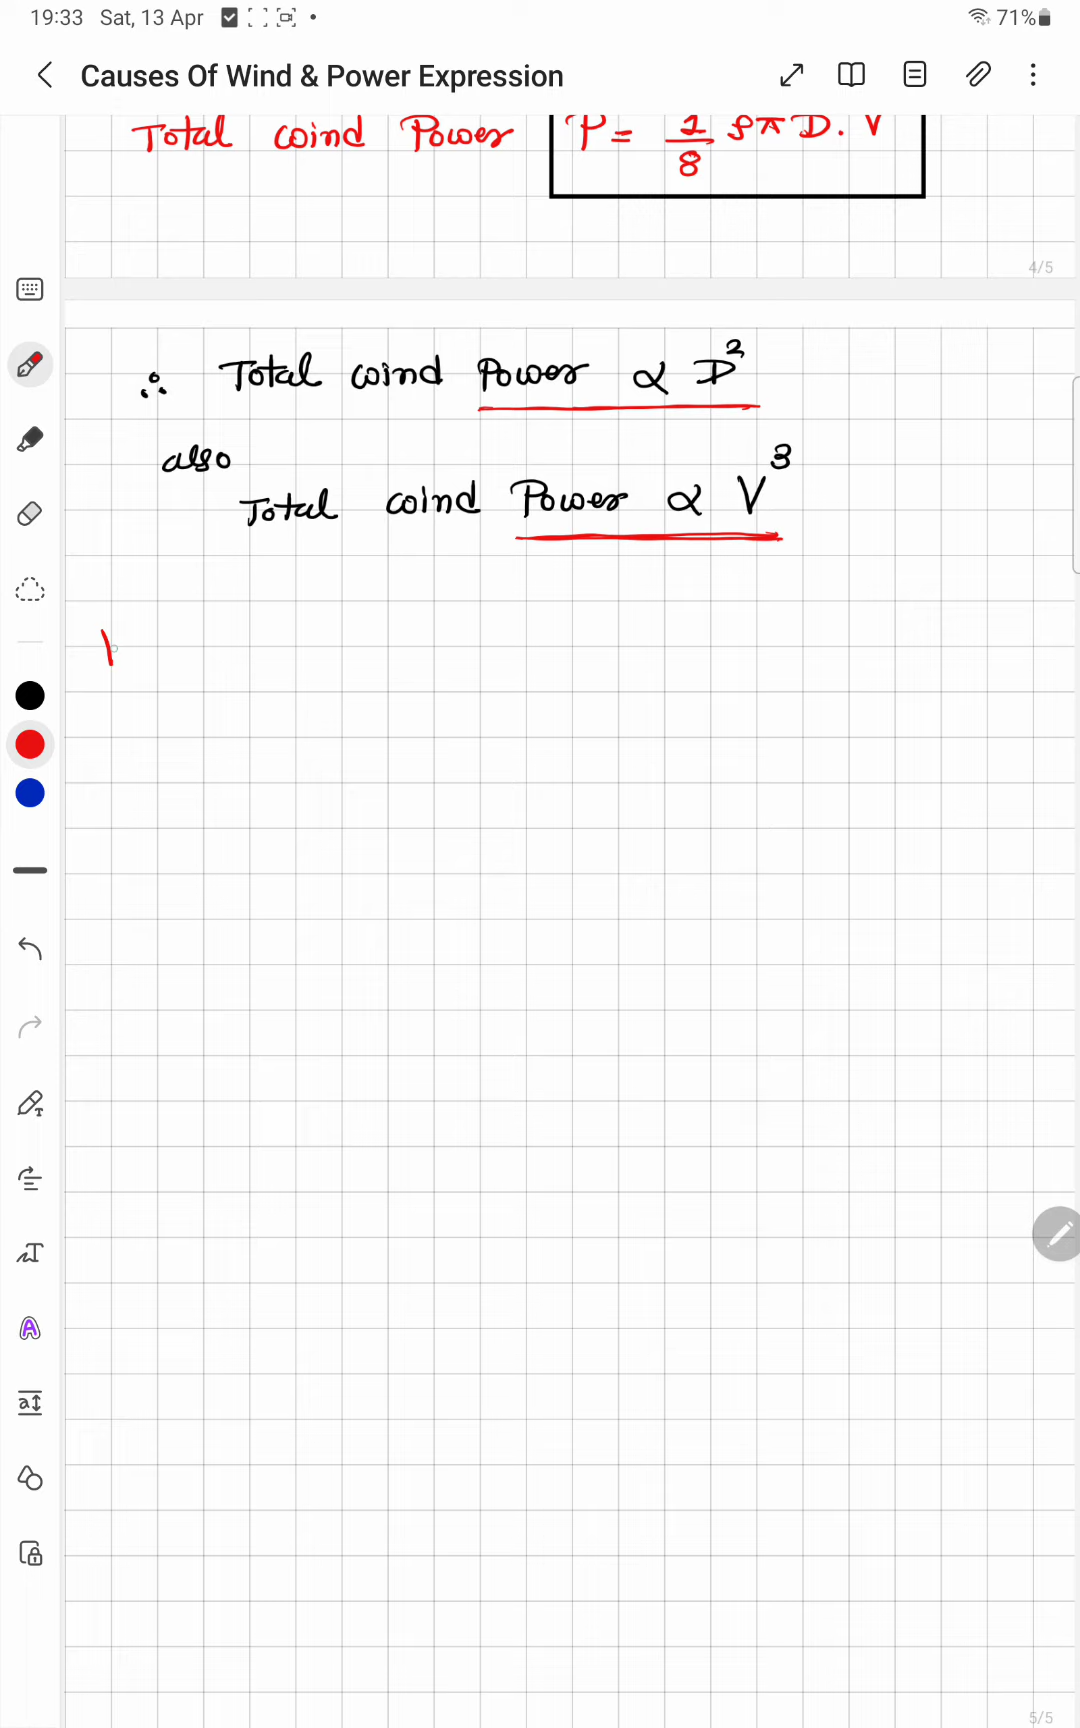 19:33 Sat, 13 Apr 71%
Causes Of Wind & Power Expression
Total wind Power P = 1/8 ρπ D. V
4/5
∴ Total wind Power ∝ D²
also
Total wind Power ∝ V³
5/5